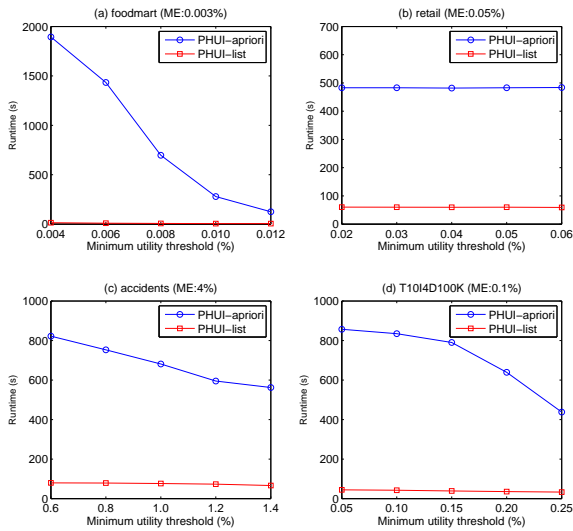 (a) foodmart (ME:0.003%)
PHUI−apriori
PHUI−list
Runtime (s)
2000
1500
1000
500
0
0.004 0.006 0.008 0.010 0.012
Minimum utility threshold (%)
(b) retail (ME:0.05%)
PHUI−apriori
PHUI−list
Runtime (s)
700
600
500
400
300
200
100
0
0.02 0.03 0.04 0.05 0.06
Minimum utility threshold (%)
(c) accidents (ME:4%)
PHUI−apriori
PHUI−list
Runtime (s)
1000
800
600
400
200
0
0.6 0.8 1.0 1.2 1.4
Minimum utility threshold (%)
(d) T10I4D100K (ME:0.1%)
PHUI−apriori
PHUI−list
Runtime (s)
1000
800
600
400
200
0
0.05 0.10 0.15 0.20 0.25
Minimum utility threshold (%)